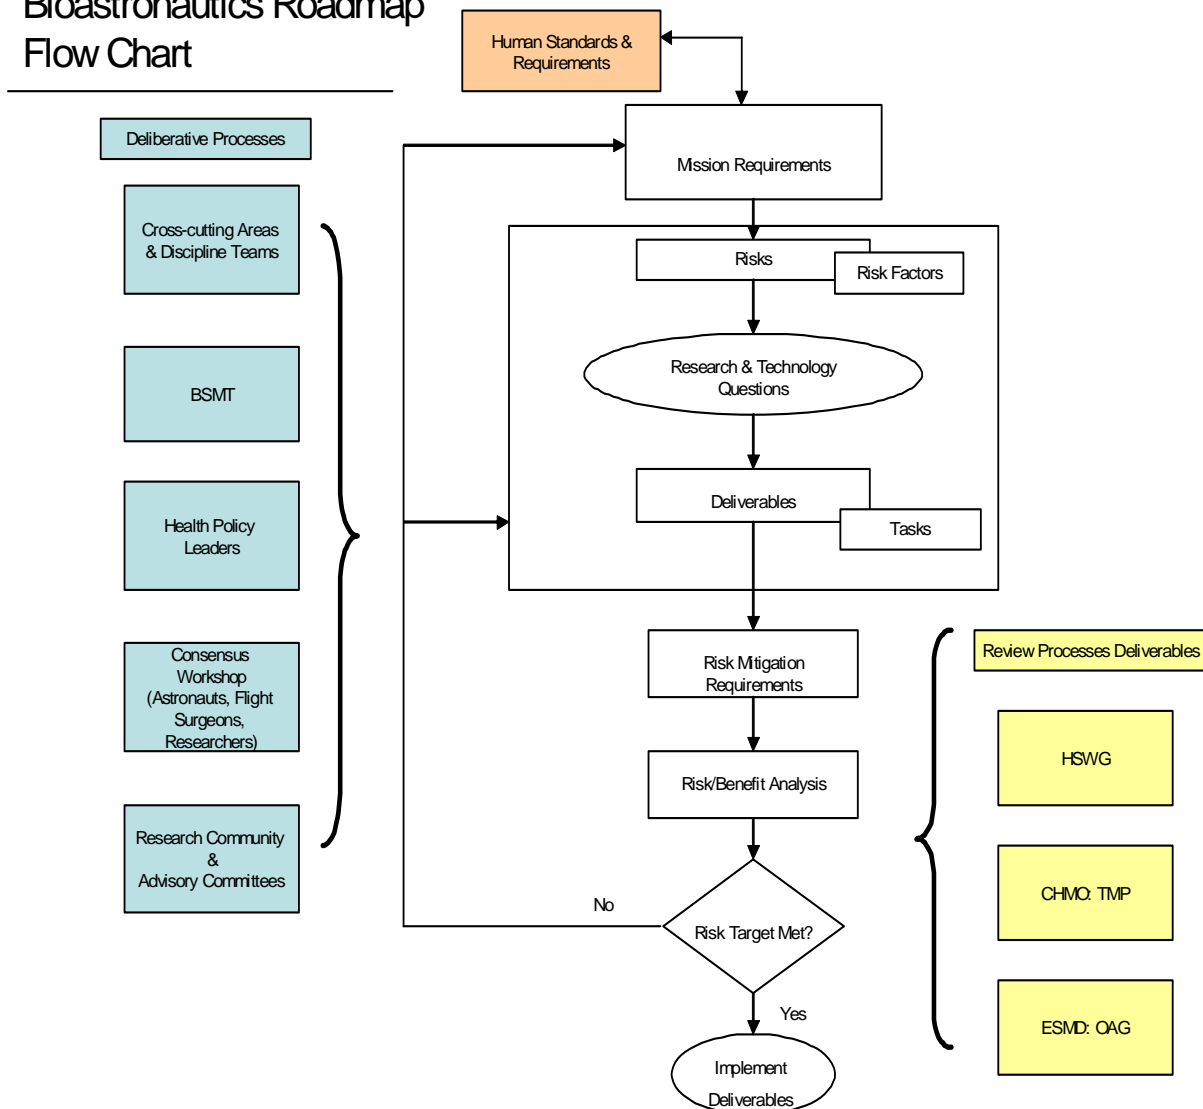 Bioastronautics Roadmap
Flow Chart
Human Standards &
Requirements
Deliberative Processes
Cross-cutting Areas
& Discipline Teams
BSMT
Health Policy
Leaders
Consensus
Workshop
(Astronauts, Flight
Surgeons,
Researchers)
Research Community
&
Advisory Committees
Mission Requirements
Risks
Risk Factors
Research & Technology
Questions
Deliverables
Tasks
Risk Mitigation
Requirements
Risk/Benefit Analysis
No
Risk Target Met?
Yes
Implement
Deliverables
Review Processes Deliverables
HSWG
CHMO: TMP
ESMD: OAG